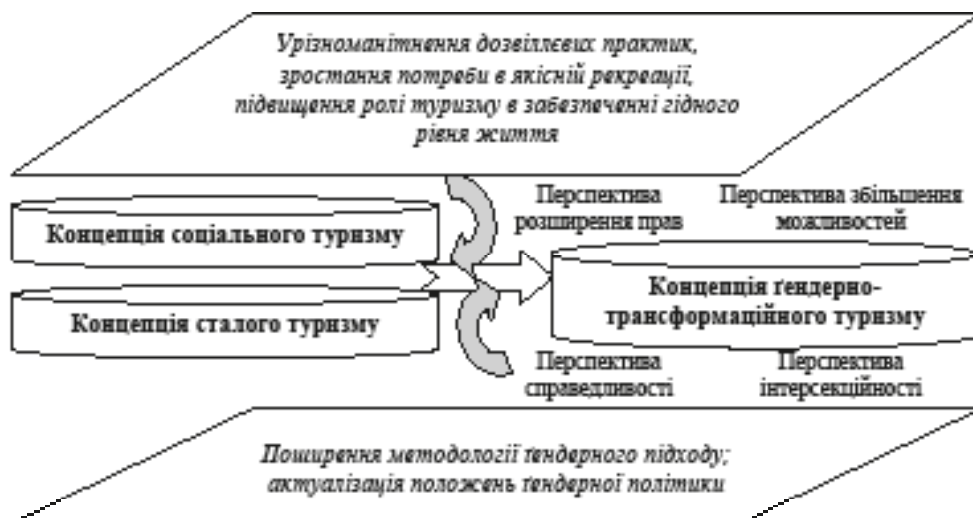 Урізноманітнення дозвіллєвих практик,
зростання потреби в якісній рекреації,
підвищення ролі туризму в забезпеченні гідного
рівня життя
Перспектива
розширення прав
Перспектива збільшення
можливостей
Концепція соціального туризму
Концепція сталого туризму
Концепція ґендерно-
трансформаційного туризму
Перспектива
справедливості
Перспектива
інтерсекційності
Поширення методології ґендерного підходу;
актуалізація положень ґендерної політики